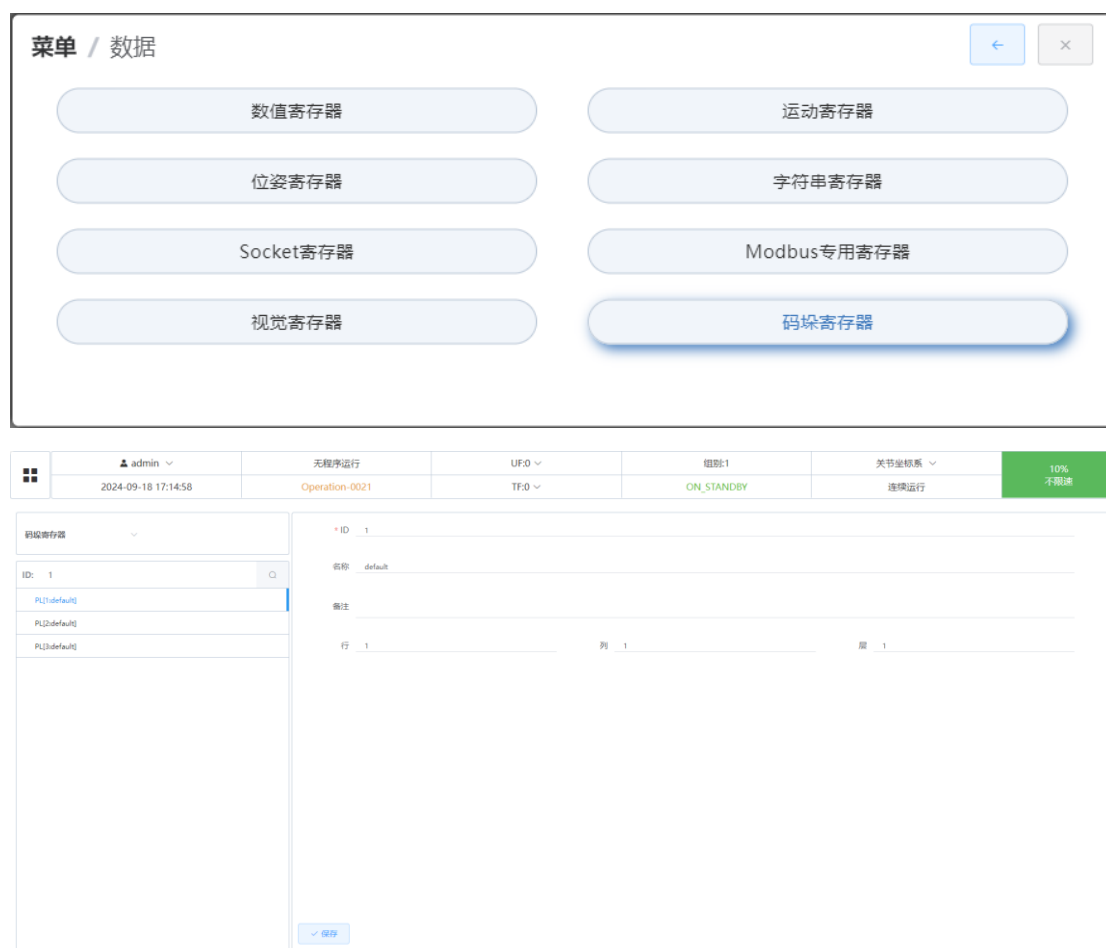 菜单 / 数据
数值寄存器 运动寄存器
位姿寄存器 字符串寄存器
Socket寄存器 Modbus专用寄存器
视觉寄存器 码垛寄存器
admin 无程序运行 UF:0 组别:1 关节坐标系 10%
2024-09-18 17:14:58 Operation-0021 TF:0 ON_STANDBY 连续运行 不限速
码垛寄存器
* ID 1
名称 default
ID: 1
PL[1:default]
备注
PL[2:default]
PL[3:default]
行 1 列 1 层 1
保存